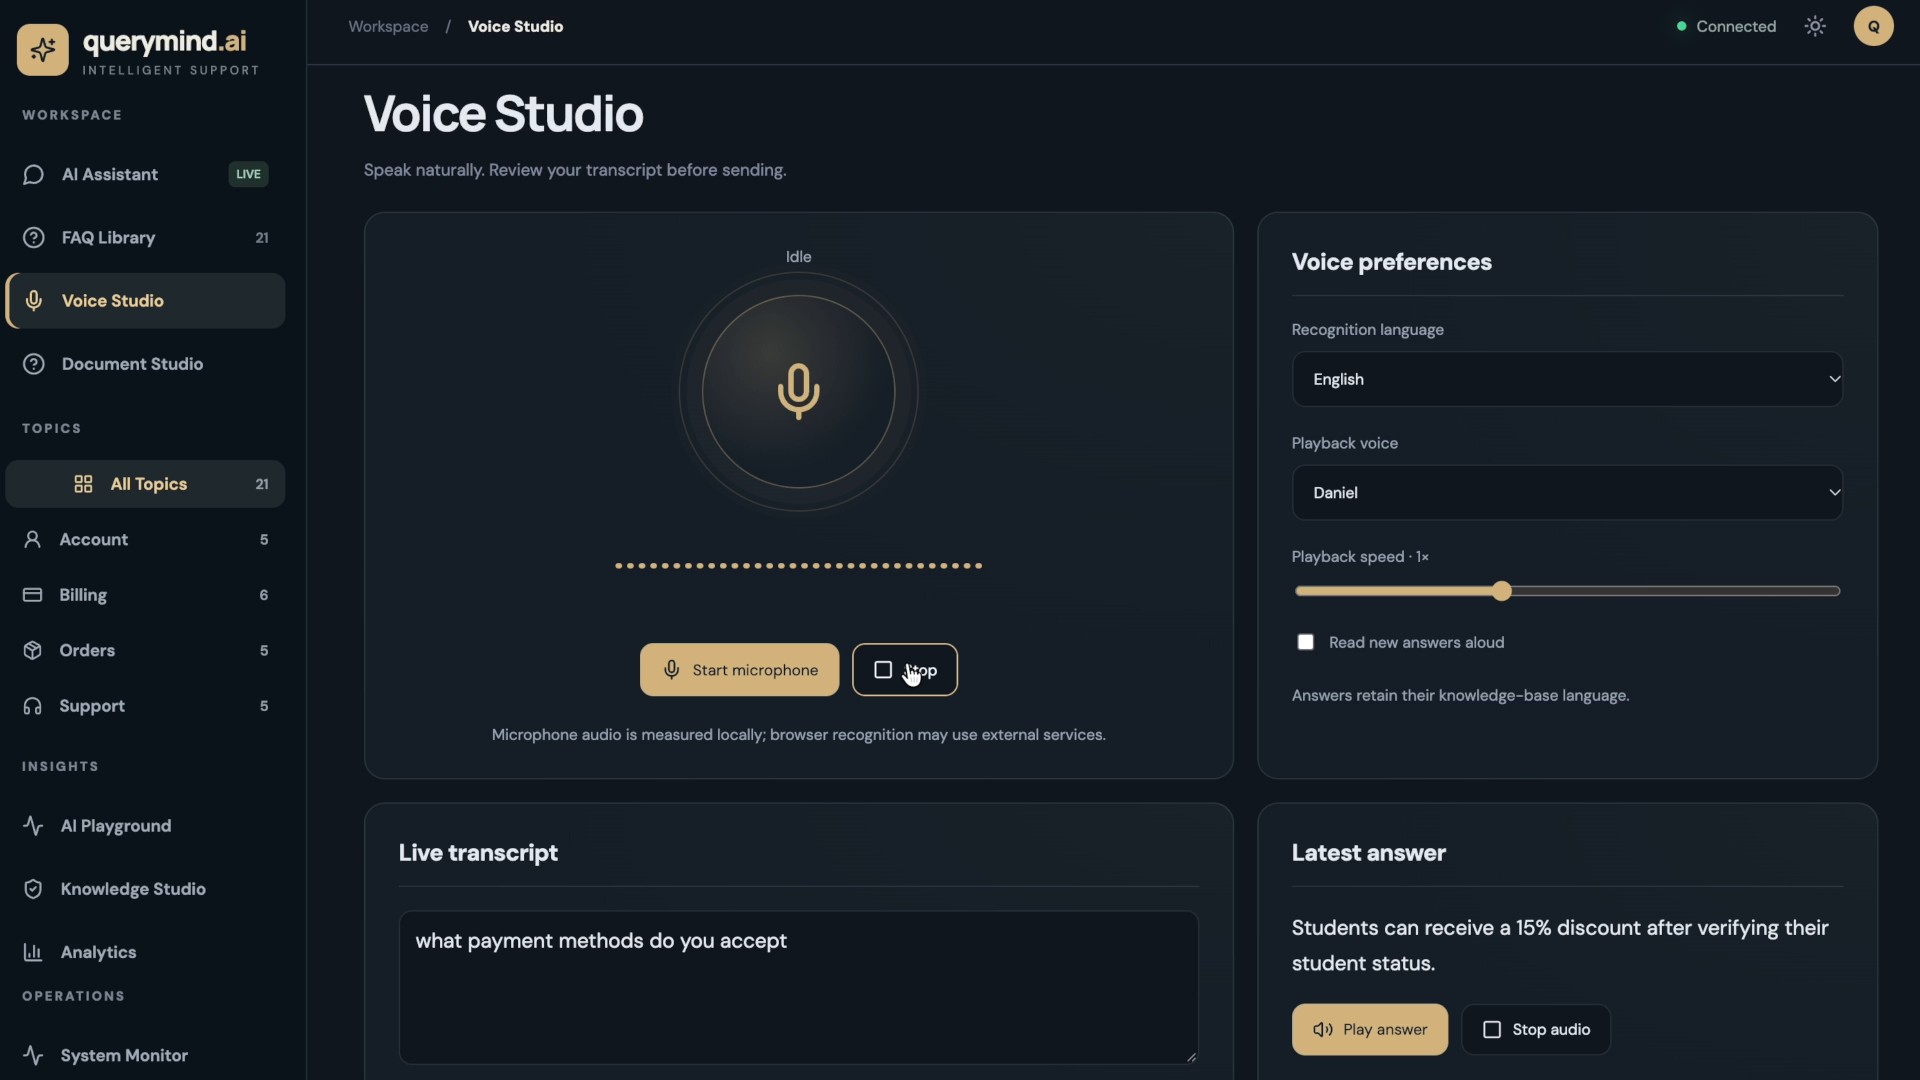 querymind.ai
INTELLIGENT SUPPORT
WORKSPACE
AI Assistant LIVE
FAQ Library 21
Voice Studio
Document Studio
TOPICS
All Topics 21
Account 5
Billing 6
Orders 5
Support 5
INSIGHTS
AI Playground
Knowledge Studio
Analytics
OPERATIONS
System Monitor
Workspace / Voice Studio
Connected
Q
Voice Studio
Speak naturally. Review your transcript before sending.
Idle
Start microphone
Microphone audio is measured locally; browser recognition may use external services.
Voice preferences
Recognition language
English
Playback voice
Daniel
Playback speed · 1×
Read new answers aloud
Answers retain their knowledge-base language.
Live transcript
what payment methods do you accept
Latest answer
Students can receive a 15% discount after verifying their
student status.
Play answer
Stop audio